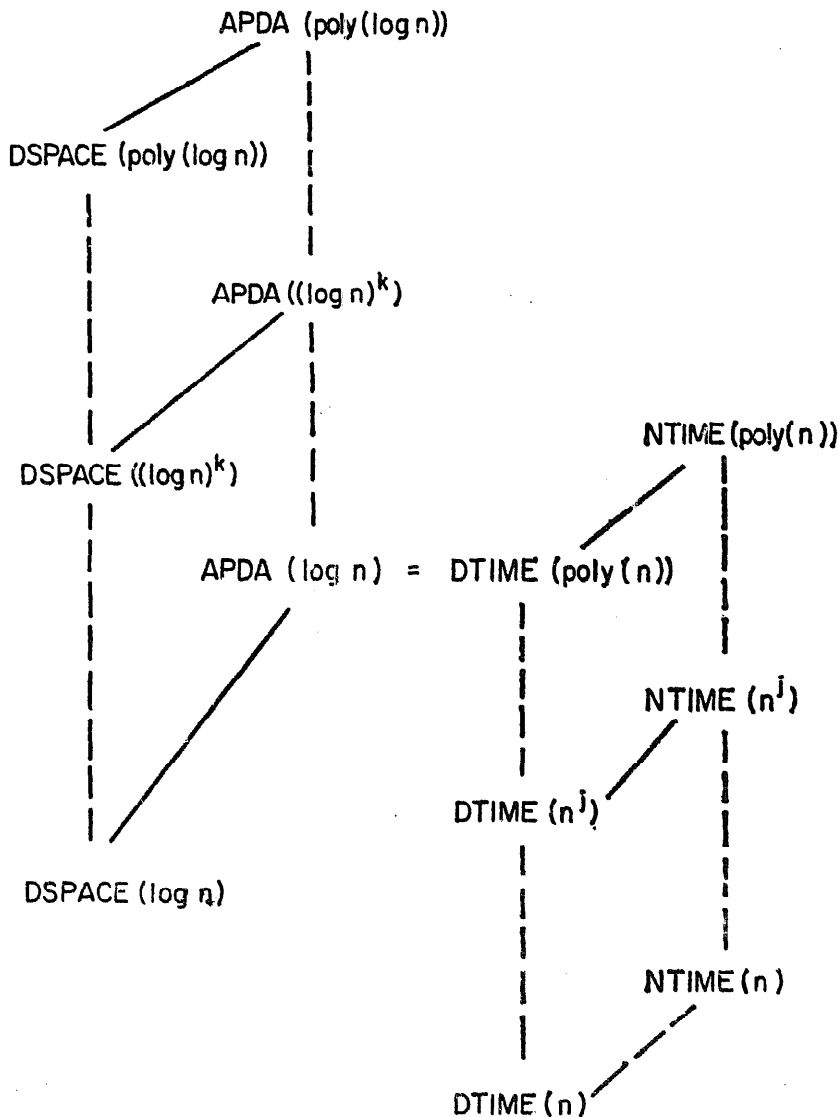 APDA (poly(log n))
DSPACE (poly(log n))
APDA ((log n)^k)
NTIME (poly(n))
DSPACE ((log n)^k)
APDA (log n) = DTIME (poly(n))
NTIME (n^j)
DTIME (n^j)
DSPACE (log n)
NTIME (n)
DTIME (n)